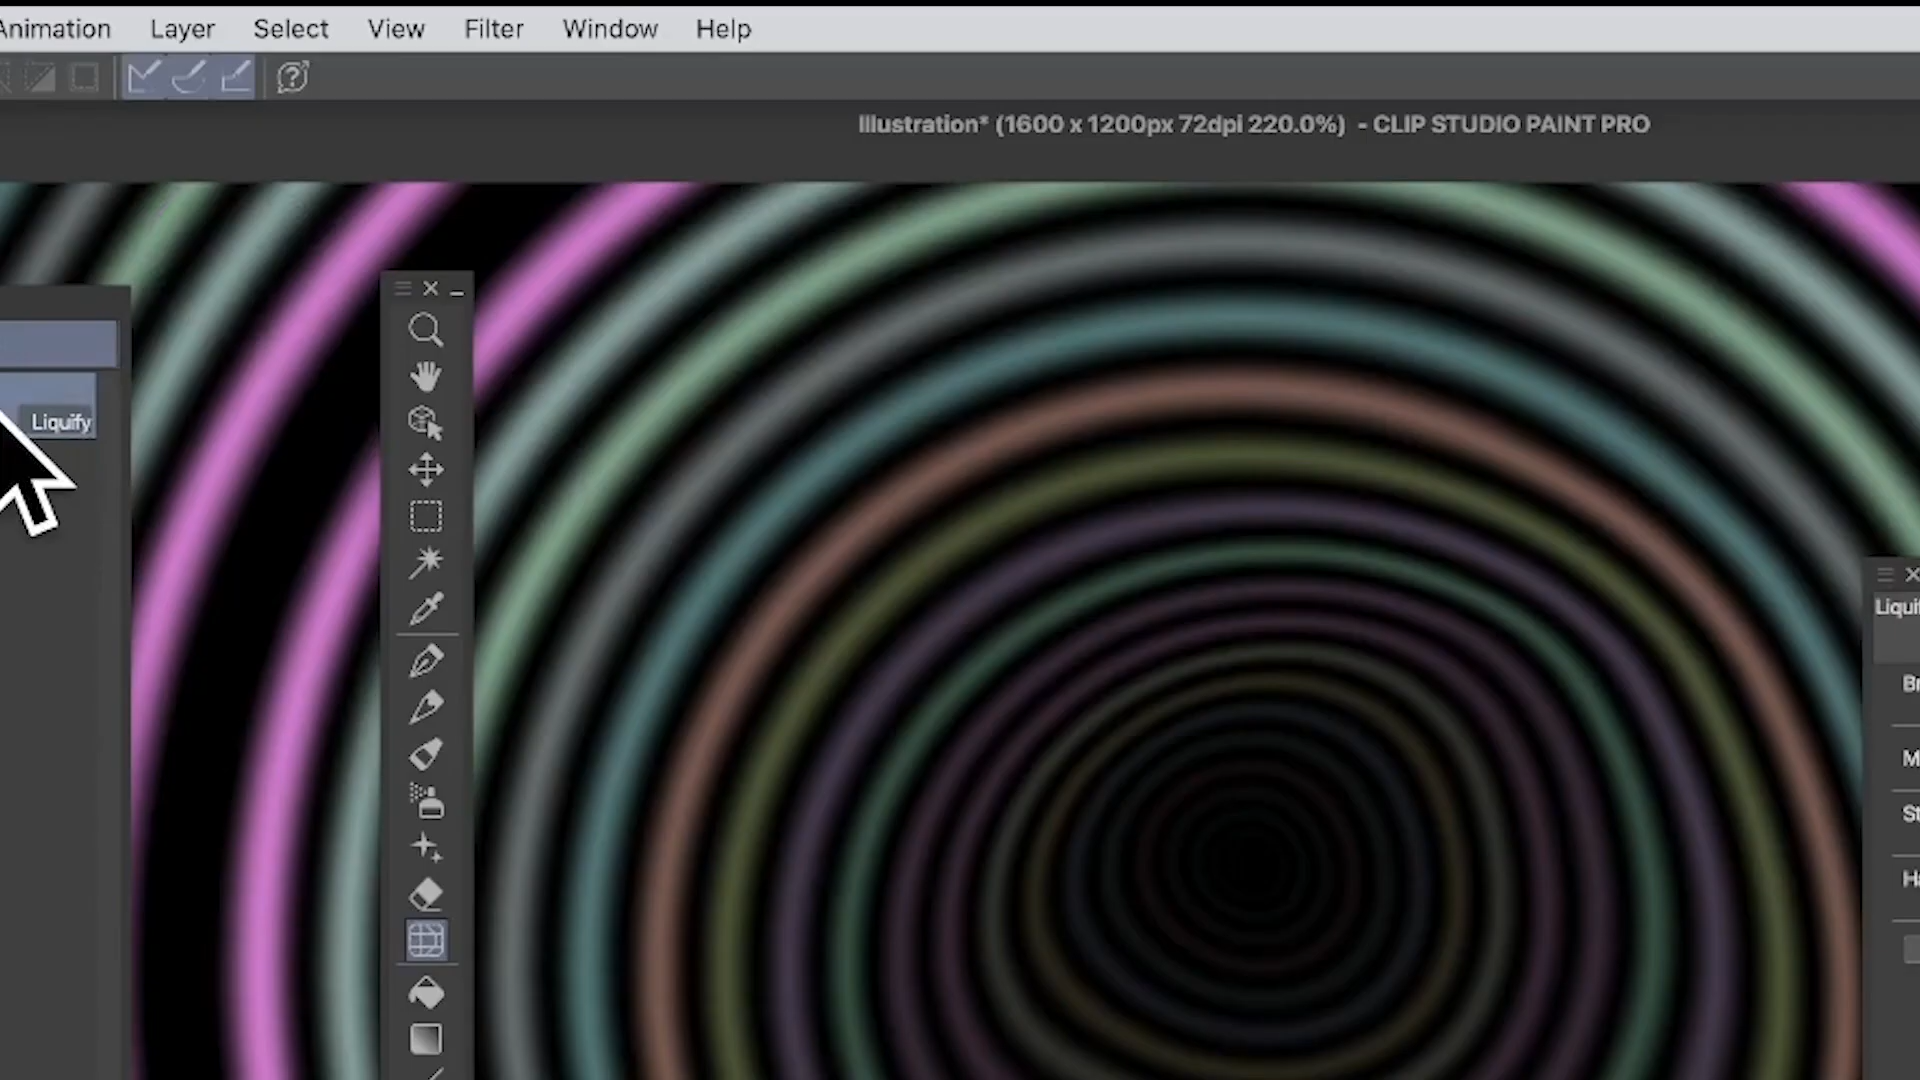 Animation Layer Select View Filter Window Help
Illustration* (1600 x 1200px 72dpi 220.0%) - CLIP STUDIO PAINT PRO
Liquify